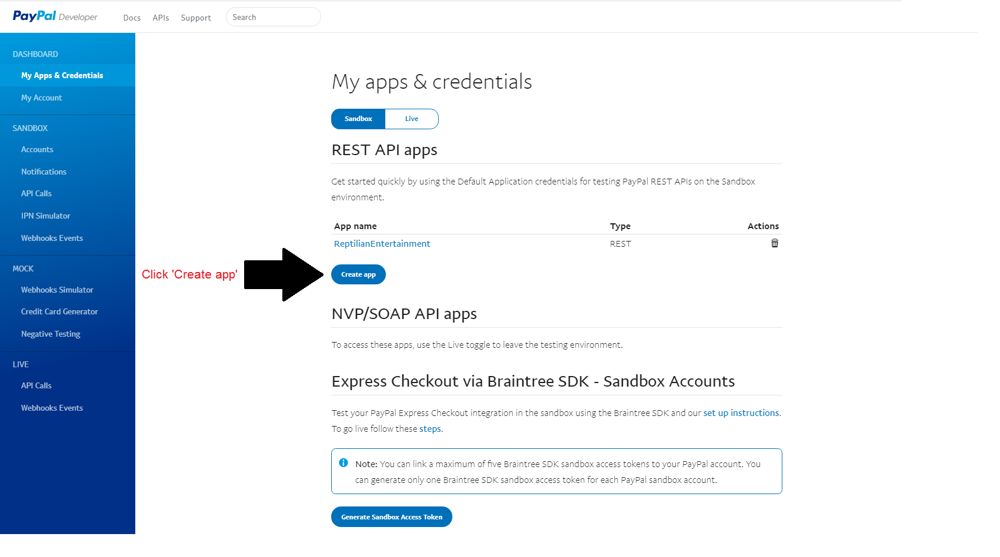 PayPal Developer
Docs APIs Support Search
DASHBOARD
My Apps & Credentials
My Account
SANDBOX
Accounts
Notifications
API Calls
IPN Simulator
Webhooks Events
MOCK
Webhooks Simulator
Credit Card Generator
Negative Testing
LIVE
API Calls
Webhooks Events
My apps & credentials
Sandbox Live
REST API apps
Get started quickly by using the Default Application credentials for testing PayPal REST APIs on the Sandbox
environment.
App name Type Actions
ReptilianEntertainment REST
Click 'Create app'
Create app
NVP/SOAP API apps
To access these apps, use the Live toggle to leave the testing environment.
Express Checkout via Braintree SDK - Sandbox Accounts
Test your PayPal Express Checkout integration in the sandbox using the Braintree SDK and our set up instructions.
To go live follow these steps.
Note: You can link a maximum of five Braintree SDK sandbox access tokens to your PayPal account. You
can generate only one Braintree SDK sandbox access token for each PayPal sandbox account.
Generate Sandbox Access Token